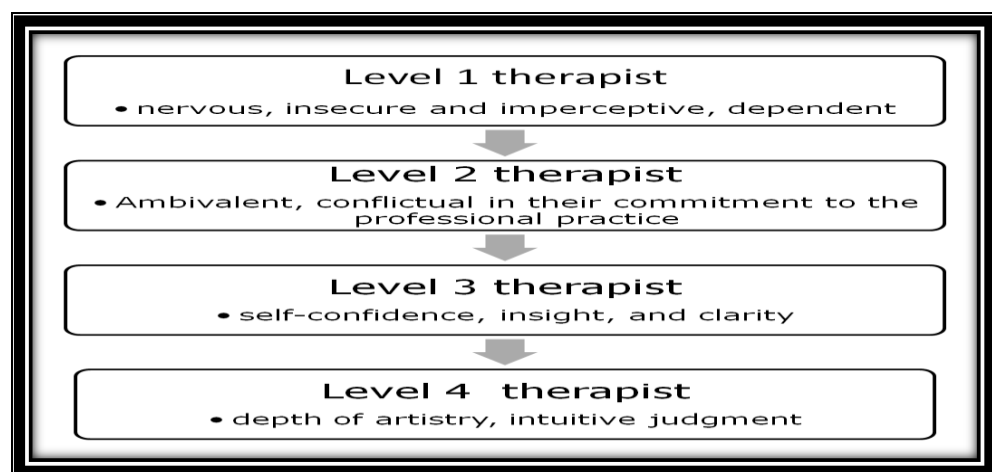 Level 1 therapist
• nervous, insecure and imperceptive, dependent
Level 2 therapist
• Ambivalent, conflictual in their commitment to the
professional practice
Level 3 therapist
• self-confidence, insight, and clarity
Level 4 therapist
• depth of artistry, intuitive judgment